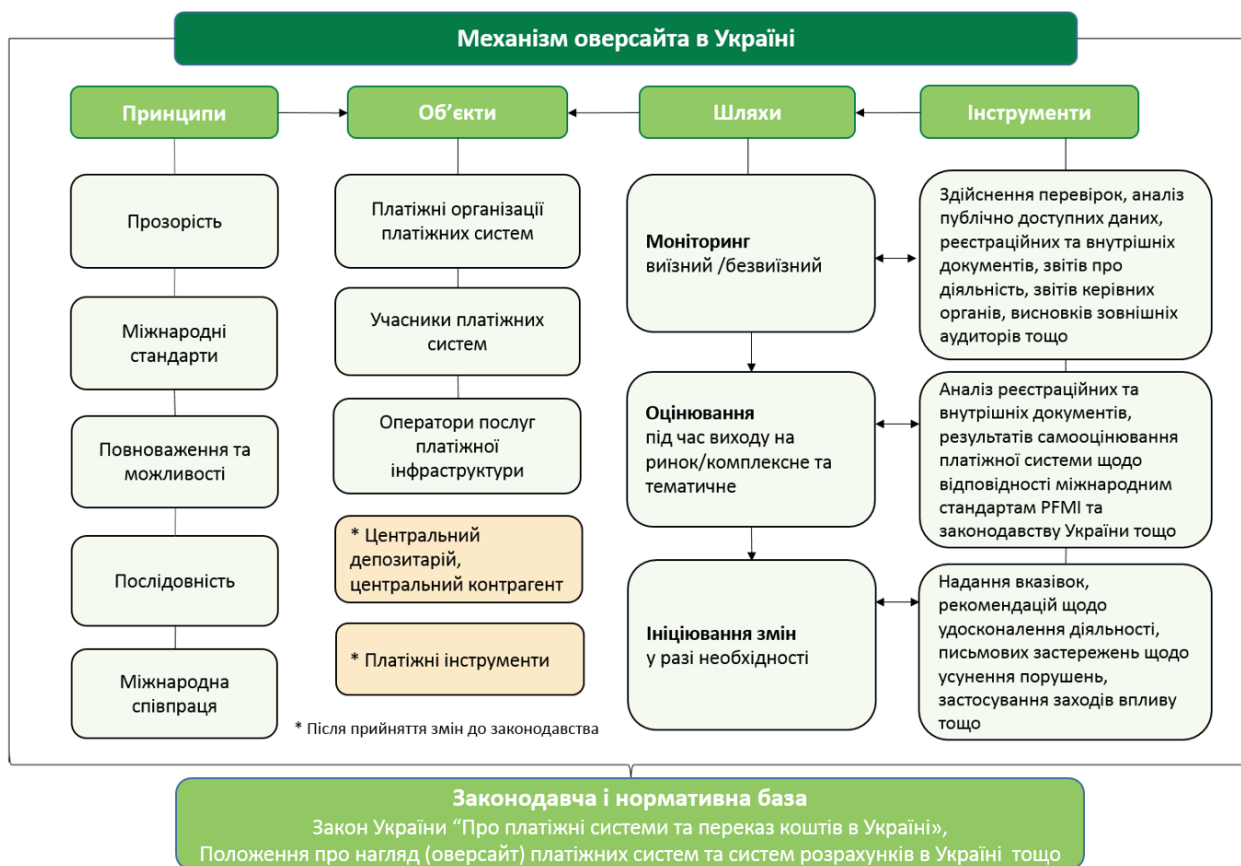 Механізм оверсайта в Україні
Принципи
Об’єкти
Шляхи
Інструменти
Прозорість
Міжнародні
стандарти
Повноваження та
можливості
Послідовність
Міжнародна
співпраця
Платіжні організації
платіжних систем
Учасники платіжних
систем
Оператори послуг
платіжної
інфраструктури
* Центральний
депозитарій,
центральний контрагент
* Платіжні інструменти
* Після прийняття змін до законодавства
Моніторинг
виїзний /безвиїзний
Оцінювання
під час виходу на
ринок/комплексне та
тематичне
Ініціювання змін
у разі необхідності
Здійснення перевірок, аналіз
публічно доступних даних,
реєстраційних та внутрішніх
документів, звітів про
діяльність, звітів керівних
органів, висновків зовнішніх
аудиторів тощо
Аналіз реєстраційних та
внутрішніх документів,
результатів самооцінювання
платіжної системи щодо
відповідності міжнародним
стандартам PFMI та
законодавству України тощо
Надання вказівок,
рекомендацій щодо
удосконалення діяльності,
письмових застережень щодо
усунення порушень,
застосування заходів впливу
тощо
Законодавча і нормативна база
Закон України “Про платіжні системи та переказ коштів в Україні»,
Положення про нагляд (оверсайт) платіжних систем та систем розрахунків в Україні тощо